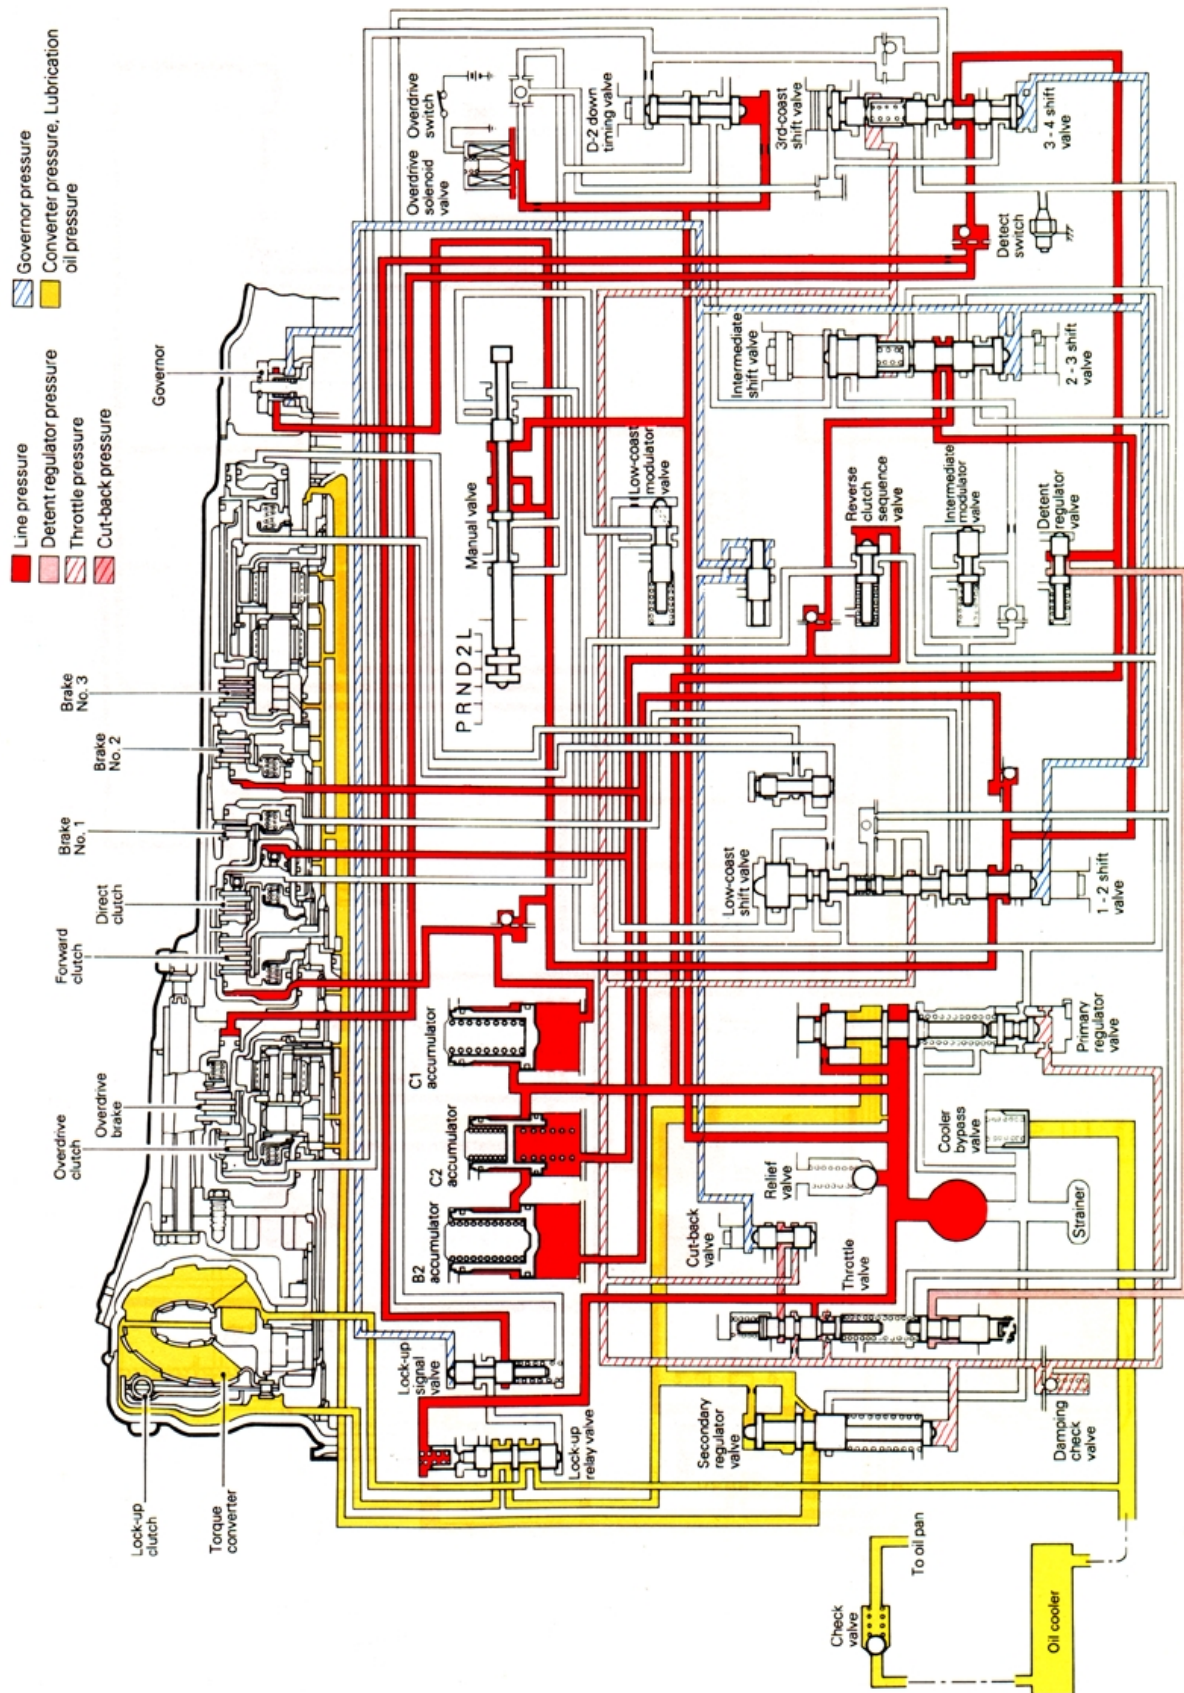 Line pressure
Detent regulator pressure
Throttle pressure
Cut-back pressure
Governor pressure
Converter pressure, Lubrication
oil pressure
Lock-up
clutch
Torque
converter
Overdrive
clutch
Overdrive
brake
Forward
clutch
Direct
clutch
Brake
No. 1
Brake
No. 2
Brake
No. 3
Governor
Lock-up
signal
valve
Lock-up
relay valve
B2
accumulator
C2
accumulator
C1
accumulator
Manual valve
P R N D 2 L
Overdrive
solenoid
valve
Overdrive
switch
D-2 down
timing valve
3rd-coast
shift valve
3 - 4 shift
valve
Detect
switch
Intermediate
shift valve
2 - 3 shift
valve
Low-coast
modulator
valve
Reverse
clutch
sequence
valve
Intermediate
modulator
valve
Detent
regulator
valve
Low-coast
shift valve
1 - 2 shift
valve
Primary
regulator
valve
Cooler
bypass
valve
Relief
valve
Strainer
Cut-back
valve
Throttle
valve
Secondary
regulator
valve
Damping
check
valve
Check
valve
To oil pan
Oil cooler